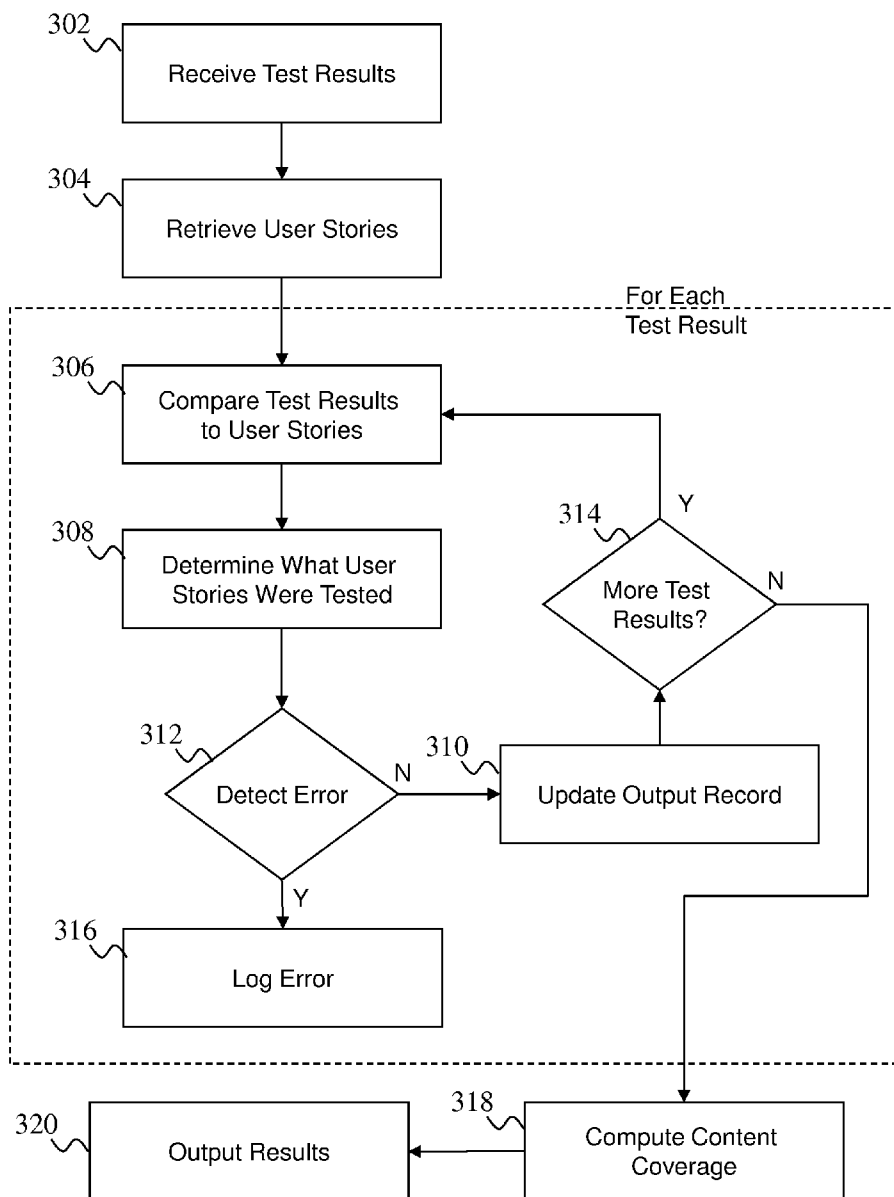 302
Receive Test Results
304
Retrieve User Stories
For Each
Test Result
306
Compare Test Results
to User Stories
308
Determine What User
Stories Were Tested
314
Y
More Test
Results?
N
312
Detect Error
N
Y
310
Update Output Record
316
Log Error
318
Compute Content
Coverage
320
Output Results